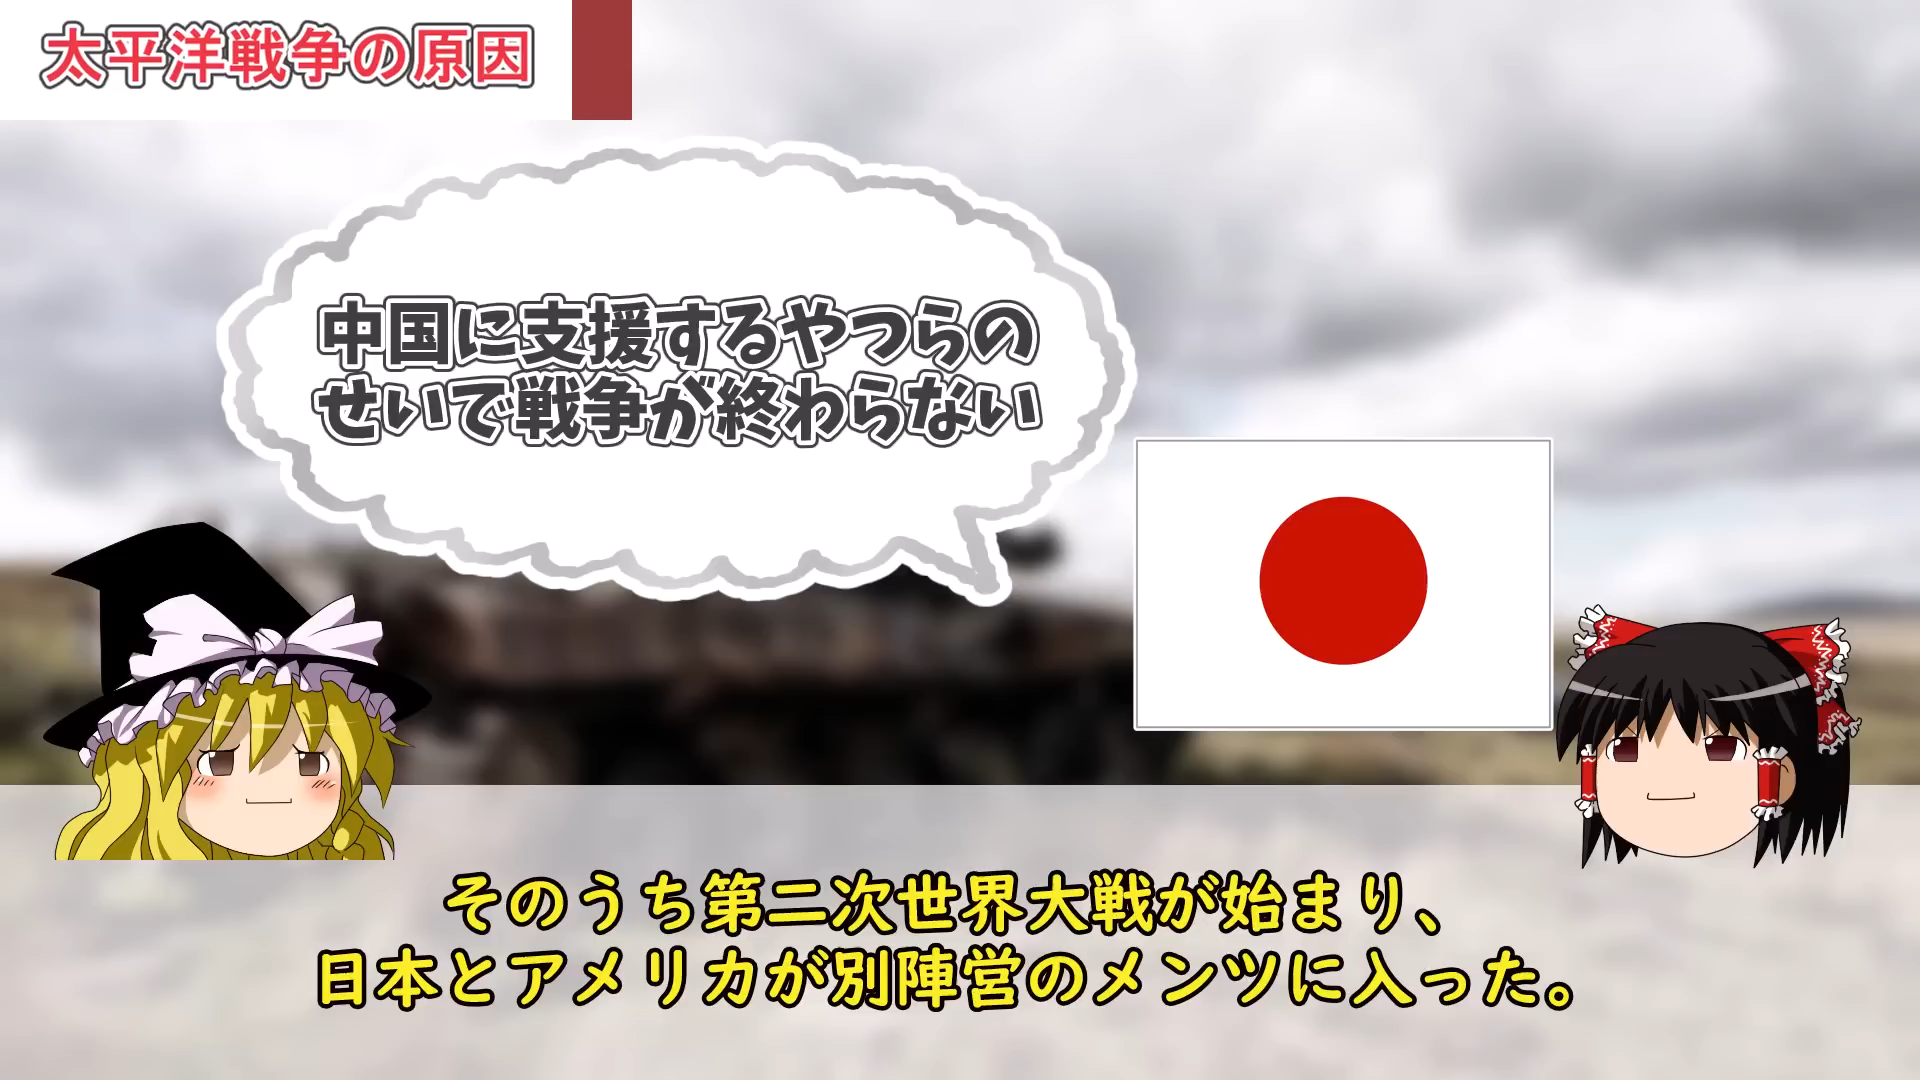 太平洋戦争の原因
中国に支援するやつらの
せいで戦争が終わらない
そのうち第二次世界大戦が始まり、
日本とアメリカが別陣営のメンツに入った。